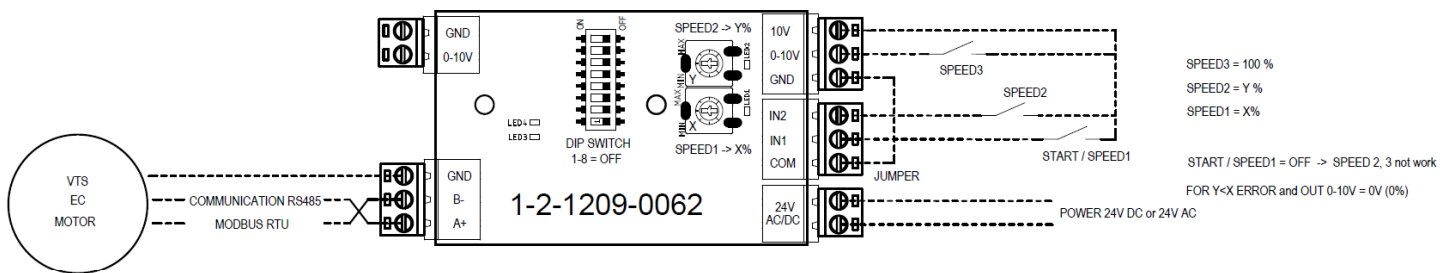 GND
0-10V
ON
OFF
SPEED2 -> Y%
MAX
MIN
Y
LED2
MAX
MIN
X
LED1
SPEED1 -> X%
1
DIP SWITCH
1-8 = OFF
LED4
LED3
10V
0-10V
GND
IN2
IN1
COM
24V
AC/DC
GND
B-
A+
1-2-1209-0062
VTS
EC
MOTOR
COMMUNICATION RS485
MODBUS RTU
SPEED3
SPEED2
START / SPEED1
JUMPER
POWER 24V DC or 24V AC
SPEED3 = 100 %
SPEED2 = Y %
SPEED1 = X%
START / SPEED1 = OFF -> SPEED 2, 3 not work
FOR Y<X ERROR and OUT 0-10V = 0V (0%)